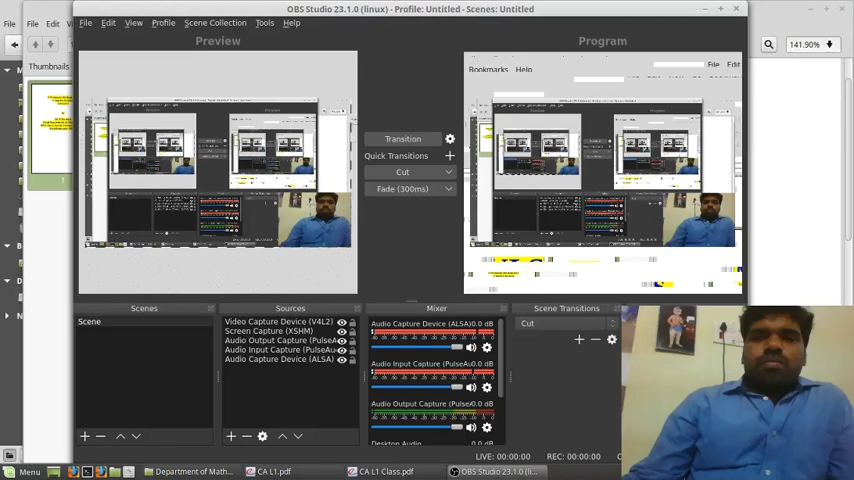 OBS Studio 23.1.0 (linux) - Profile: Untitled - Scenes: Untitled
File
File Edit View Profile Scene Collection Tools Help
File Edit
141.90%
Thumbnails
Preview
Program
File Edit
Bookmarks Help
Transition
Quick Transitions
Cut
Fade (300ms)
Scenes
Sources
Mixer
Scene Transitions
Scene
Video Capture Device (V4L2)
Screen Capture (XSHM)
Audio Output Capture (PulseA
Audio Input Capture (PulseAu
Audio Capture Device (ALSA)
Audio Capture Device (ALSA) 0.0 dB
Audio Input Capture (PulseA 0.0 dB
Audio Output Capture (Pulse 0.0 dB
Desktop Audio
Cut
LIVE: 00:00:00 REC: 00:00:00
Menu
Department of Math...
CA L1.pdf
CA L1 Class.pdf
OBS Studio 23.1.0 (li...